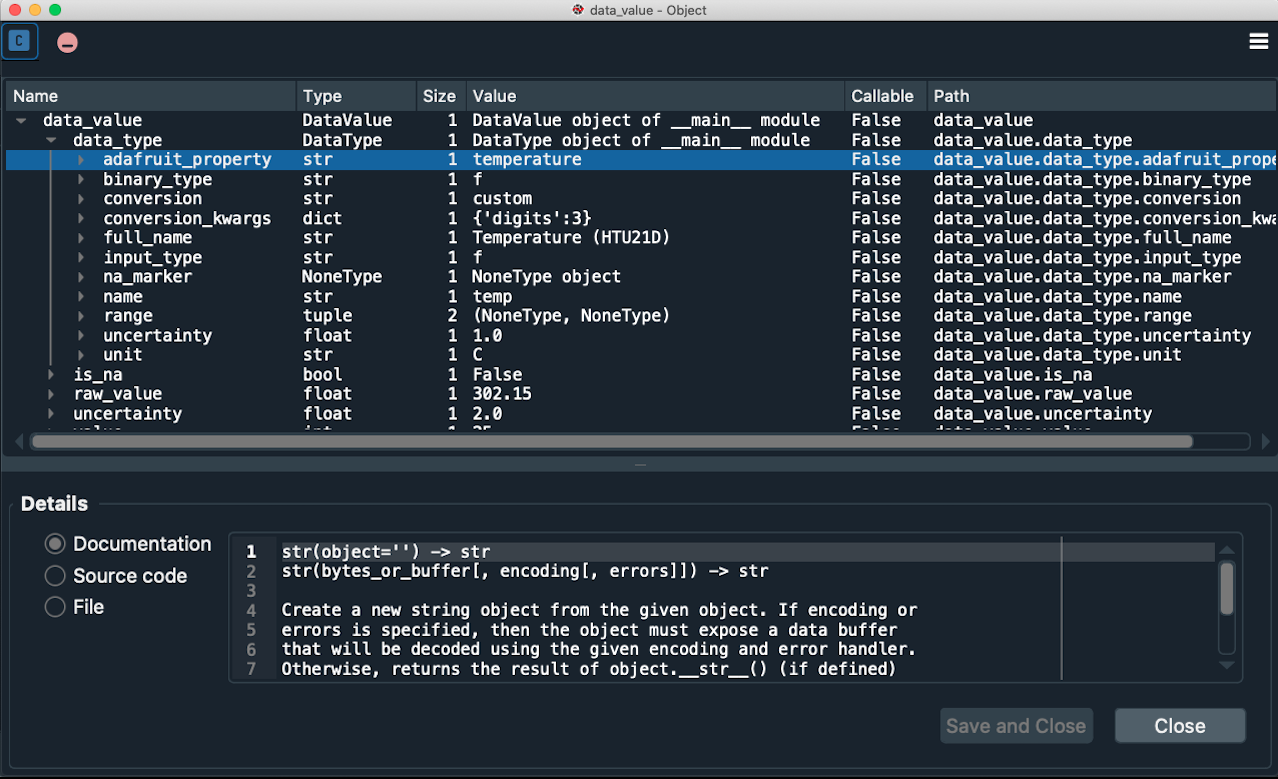 data_value - Object
C
Name Type Size Value Callable Path
data_value DataValue 1 DataValue object of __main__ module False data_value
data_type DataType 1 DataType object of __main__ module False data_value.data_type
adafruit_property str 1 temperature False data_value.data_type.adafruit_prope
binary_type str 1 f False data_value.data_type.binary_type
conversion str 1 custom False data_value.data_type.conversion
conversion_kwargs dict 1 {'digits':3} False data_value.data_type.conversion_kwa
full_name str 1 Temperature (HTU21D) False data_value.data_type.full_name
input_type str 1 f False data_value.data_type.input_type
na_marker NoneType 1 NoneType object False data_value.data_type.na_marker
name str 1 temp False data_value.data_type.name
range tuple 2 (NoneType, NoneType) False data_value.data_type.range
uncertainty float 1 1.0 False data_value.data_type.uncertainty
unit str 1 C False data_value.data_type.unit
is_na bool 1 False False data_value.is_na
raw_value float 1 302.15 False data_value.raw_value
uncertainty float 1 2.0 False data_value.uncertainty
Details
Documentation
Source code
File
1 str(object='') -> str
2 str(bytes_or_buffer[, encoding[, errors]]) -> str
3
4 Create a new string object from the given object. If encoding or
5 errors is specified, then the object must expose a data buffer
6 that will be decoded using the given encoding and error handler.
7 Otherwise, returns the result of object.__str__() (if defined)
Save and Close Close